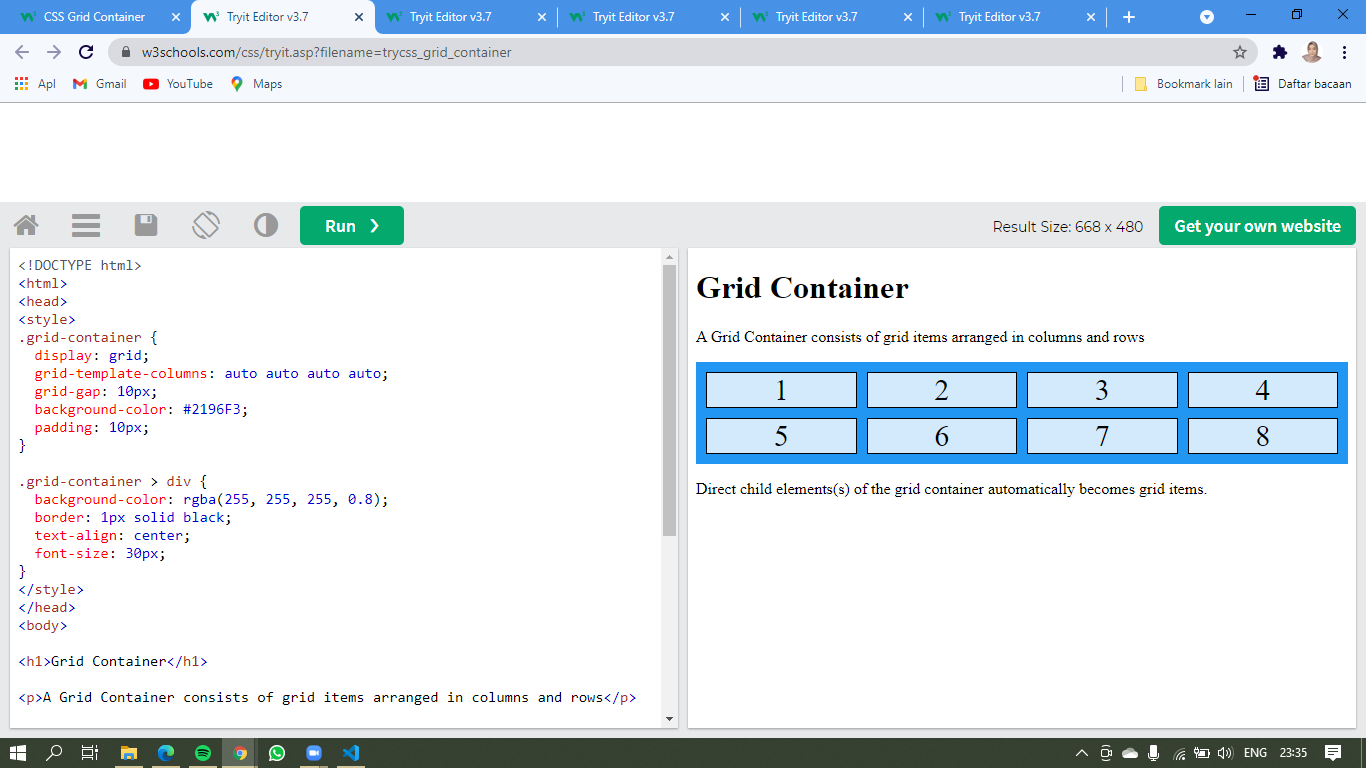 CSS Grid Container
Tryit Editor v3.7
Tryit Editor v3.7
Tryit Editor v3.7
Tryit Editor v3.7
Tryit Editor v3.7
w3schools.com/css/tryit.asp?filename=trycss_grid_container
Apl
Gmail
YouTube
Maps
Bookmark lain
Daftar bacaan
Run ❯
Result Size: 668 x 480
Get your own website
<!DOCTYPE html>
<html>
<head>
<style>
.grid-container {
  display: grid;
  grid-template-columns: auto auto auto auto;
  grid-gap: 10px;
  background-color: #2196F3;
  padding: 10px;
}
.grid-container > div {
  background-color: rgba(255, 255, 255, 0.8);
  border: 1px solid black;
  text-align: center;
  font-size: 30px;
}
</style>
</head>
<body>
<h1>Grid Container</h1>
<p>A Grid Container consists of grid items arranged in columns and rows</p>
Grid Container
A Grid Container consists of grid items arranged in columns and rows
1 2 3 4
5 6 7 8
Direct child elements(s) of the grid container automatically becomes grid items.
ENG
23:35